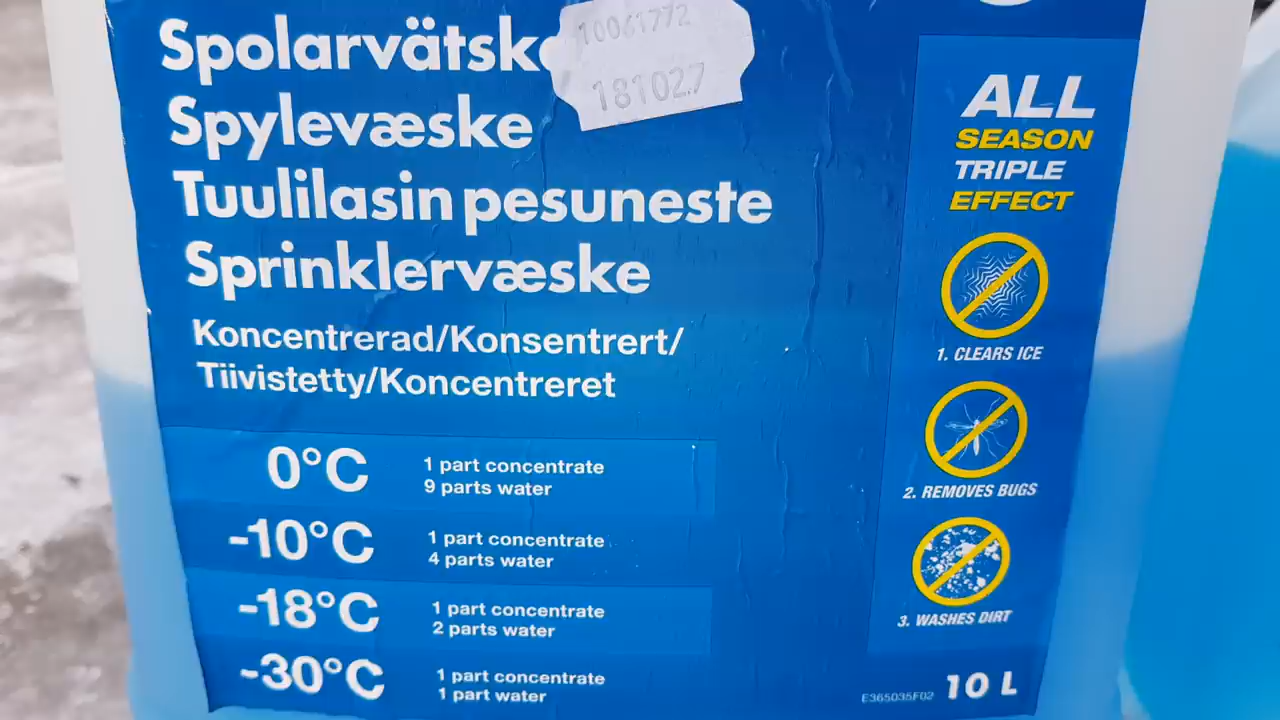 Spolarvätske
10061772
181027
Spylevæske
Tuulilasin pesuneste
Sprinklervæske
Koncentrerad/Konsentrert/
Tiivistetty/Koncentreret
0°C
1 part concentrate
9 parts water
-10°C
1 part concentrate
4 parts water
-18°C
1 part concentrate
2 parts water
-30°C
1 part concentrate
1 part water
ALL
SEASON
TRIPLE
EFFECT
1. CLEARS ICE
2. REMOVES BUGS
3. WASHES DIRT
E365035F02
10 L